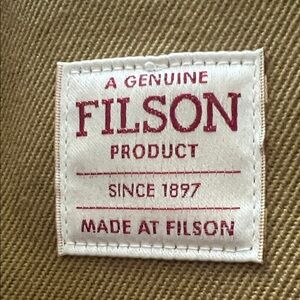 A GENUINE
FILSON
PRODUCT
SINCE 1897
MADE AT FILSON